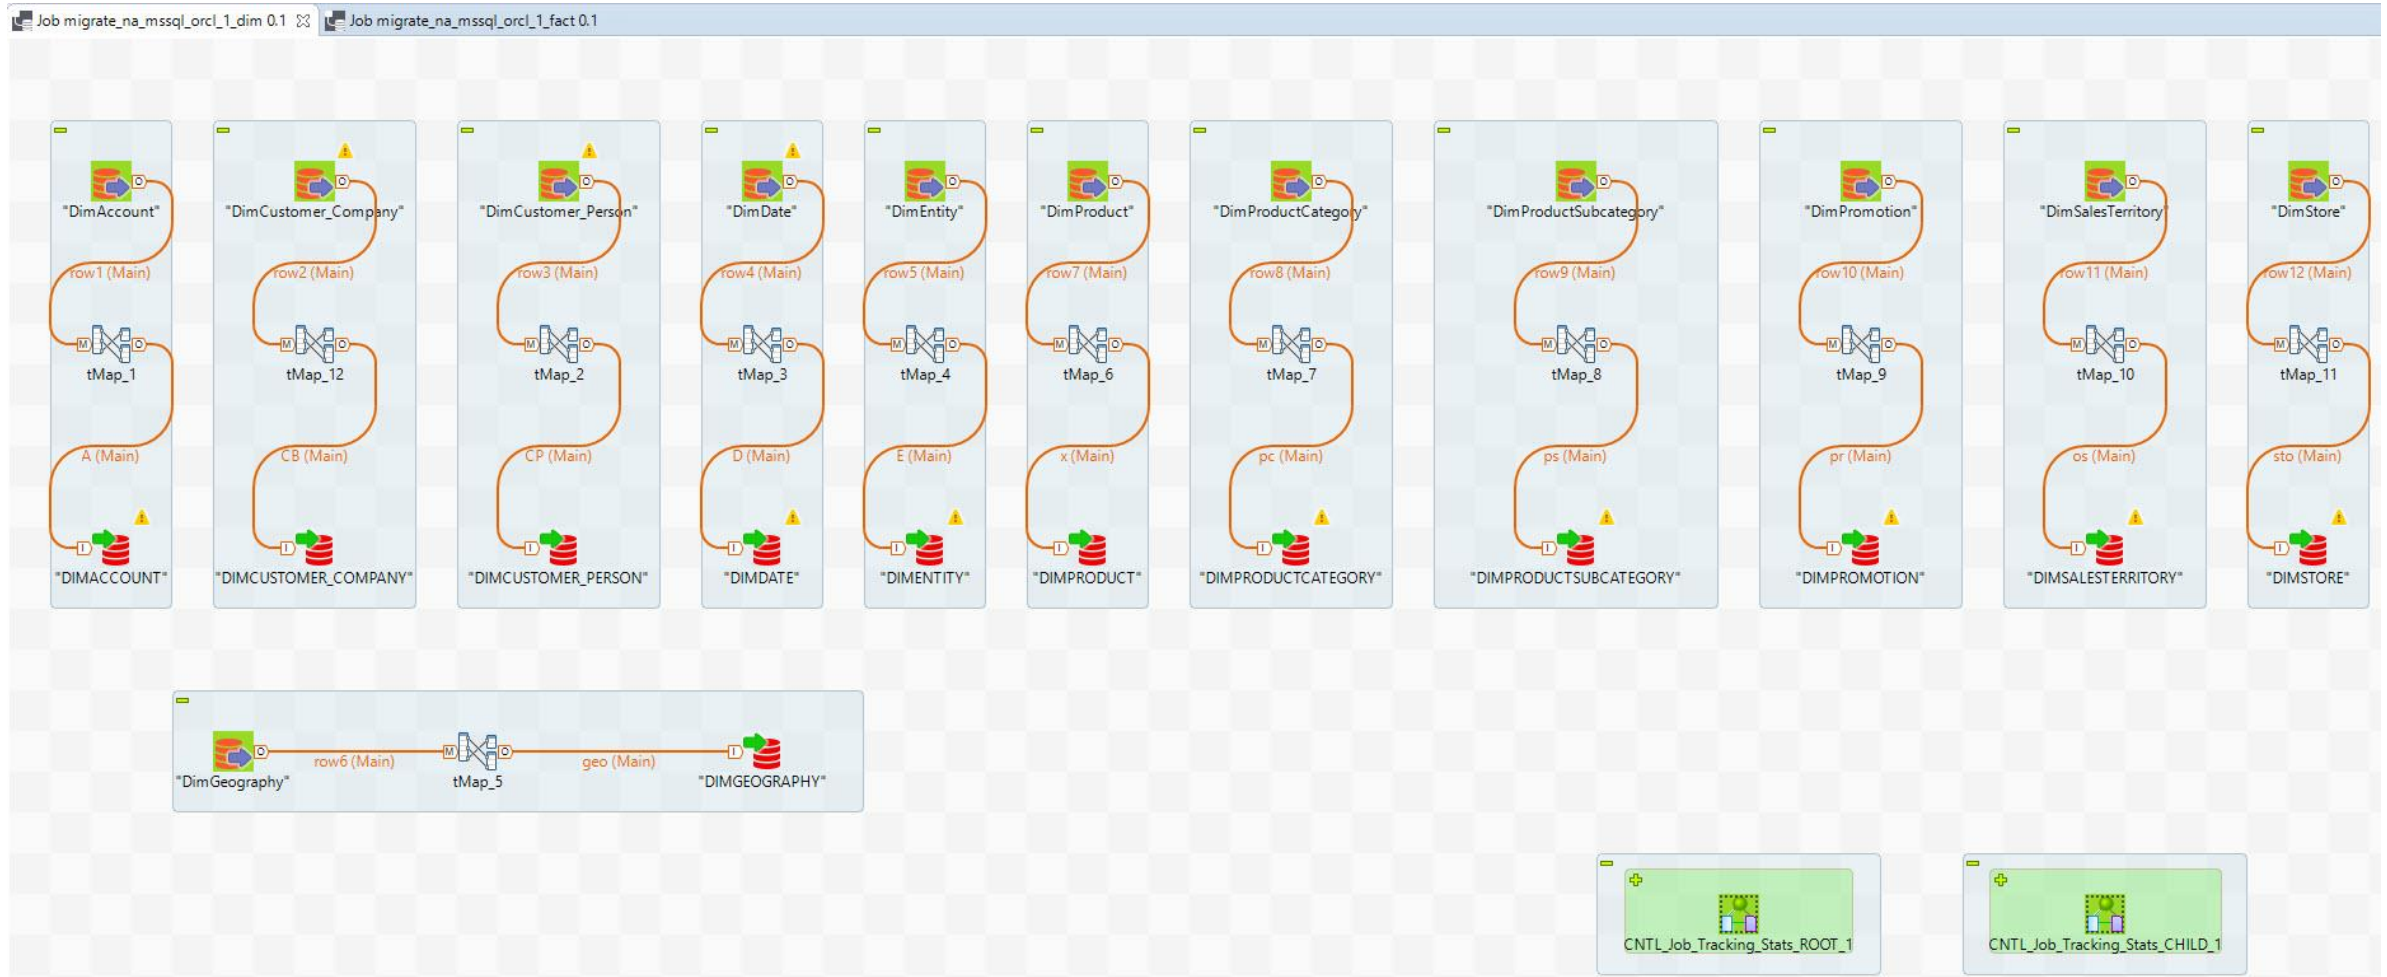 Job migrate_na_mssql_orcl_1_dim 0.1 Job migrate_na_mssql_orcl_1_fact 0.1
"DimAccount" "DimCustomer_Company" "DimCustomer_Person" "DimDate" "DimEntity" "DimProduct" "DimProductCategory" "DimProductSubcategory" "DimPromotion" "DimSalesTerritory" "DimStore"
row1 (Main) row2 (Main) row3 (Main) row4 (Main) row5 (Main) row7 (Main) row8 (Main) row9 (Main) row10 (Main) row11 (Main) row12 (Main)
tMap_1 tMap_12 tMap_2 tMap_3 tMap_4 tMap_6 tMap_7 tMap_8 tMap_9 tMap_10 tMap_11
A (Main) CB (Main) CP (Main) D (Main) E (Main) x (Main) pc (Main) ps (Main) pr (Main) os (Main) sto (Main)
"DIMACCOUNT" "DIMCUSTOMER_COMPANY" "DIMCUSTOMER_PERSON" "DIMDATE" "DIMENTITY" "DIMPRODUCT" "DIMPRODUCTCATEGORY" "DIMPRODUCTSUBCATEGORY" "DIMPROMOTION" "DIMSALESTERRITORY" "DIMSTORE"
row6 (Main) geo (Main)
"DimGeography" tMap_5 "DIMGEOGRAPHY"
CNTL_Job_Tracking_Stats_ROOT_1 CNTL_Job_Tracking_Stats_CHILD_1